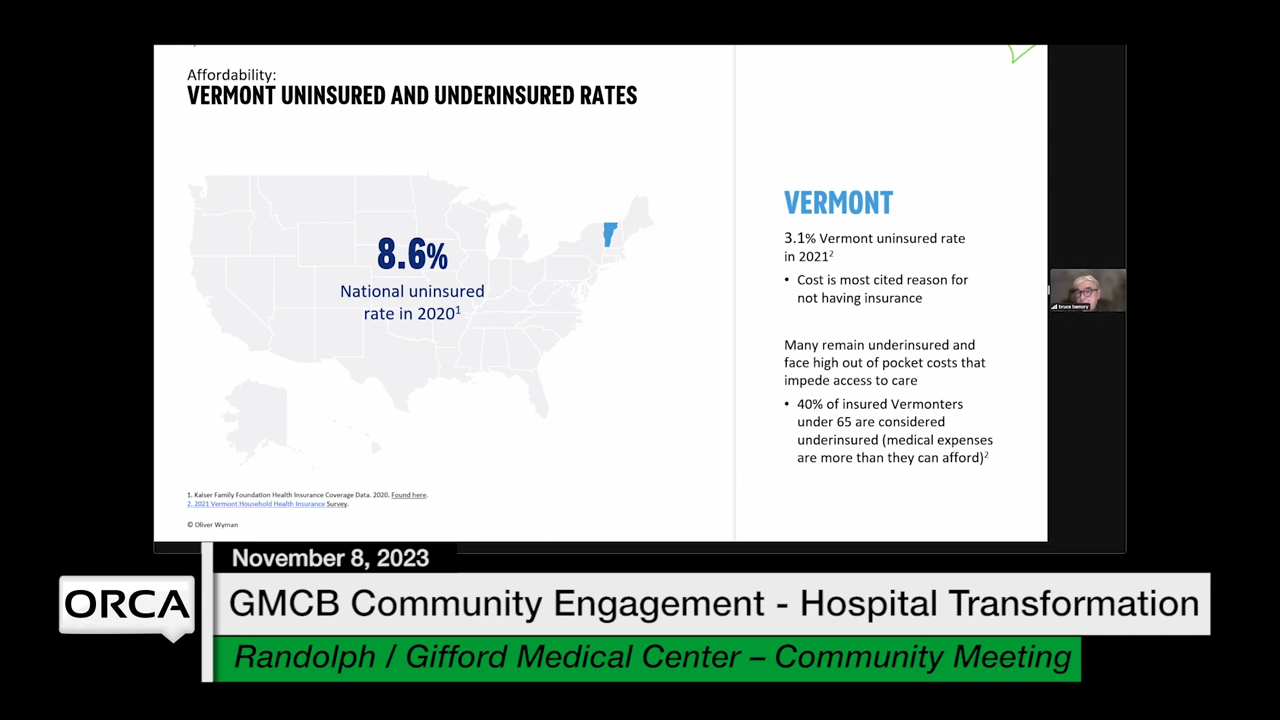 Affordability:
VERMONT UNINSURED AND UNDERINSURED RATES
8.6%
National uninsured
rate in 2020¹
VERMONT
3.1% Vermont uninsured rate
in 2021²
• Cost is most cited reason for
not having insurance
Many remain underinsured and
face high out of pocket costs that
impede access to care
• 40% of insured Vermonters
under 65 are considered
underinsured (medical expenses
are more than they can afford)²
1. Kaiser Family Foundation Health Insurance Coverage Data. 2020. Found here.
2. 2021 Vermont Household Health Insurance Survey.
© Oliver Wyman
bruce hamory
November 8, 2023
ORCA
GMCB Community Engagement - Hospital Transformation
Randolph / Gifford Medical Center – Community Meeting